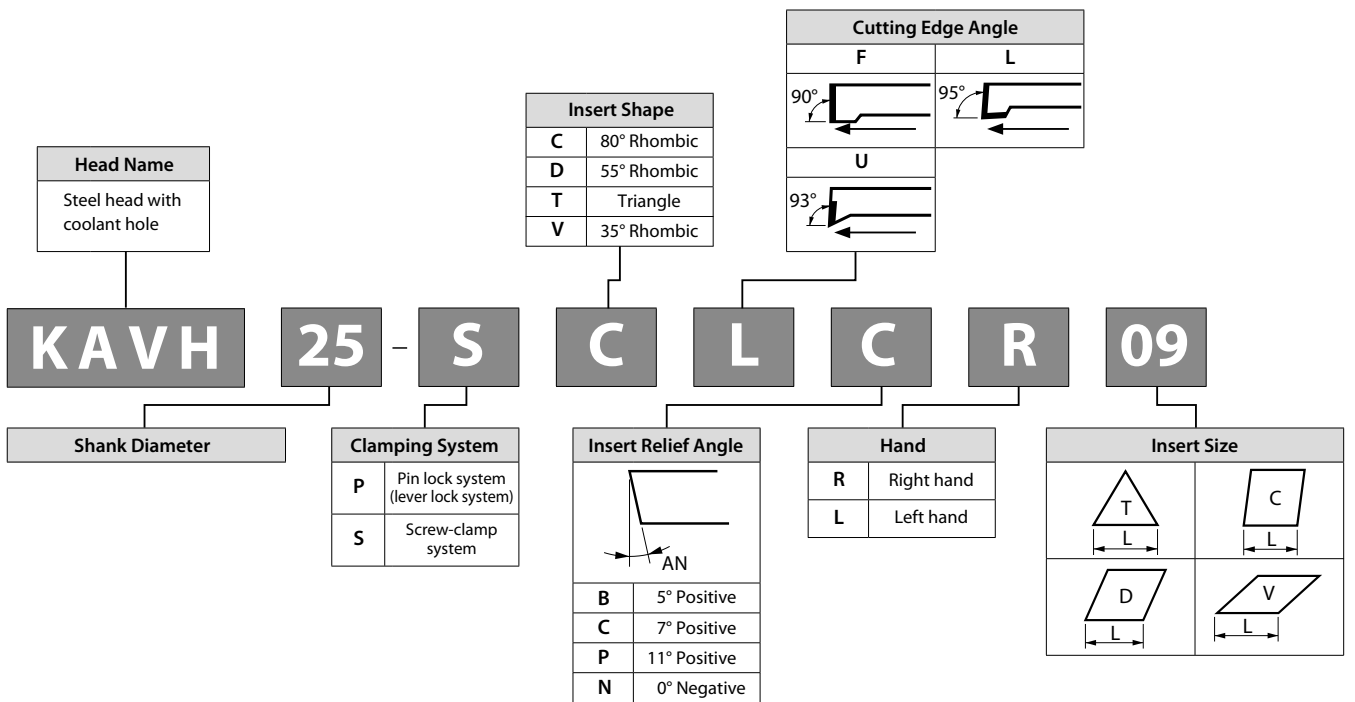 Cutting Edge Angle
F L
90° 95°
U
93°
Insert Shape
C 80° Rhombic
D 55° Rhombic
T Triangle
V 35° Rhombic
Head Name
Steel head with
coolant hole
KAVH 25 - S C L C R 09
Shank Diameter
Clamping System
P Pin lock system
(lever lock system)
S Screw-clamp
system
Insert Relief Angle
AN
B 5° Positive
C 7° Positive
P 11° Positive
N 0° Negative
Hand
R Right hand
L Left hand
Insert Size
T C
L L
D V
L L